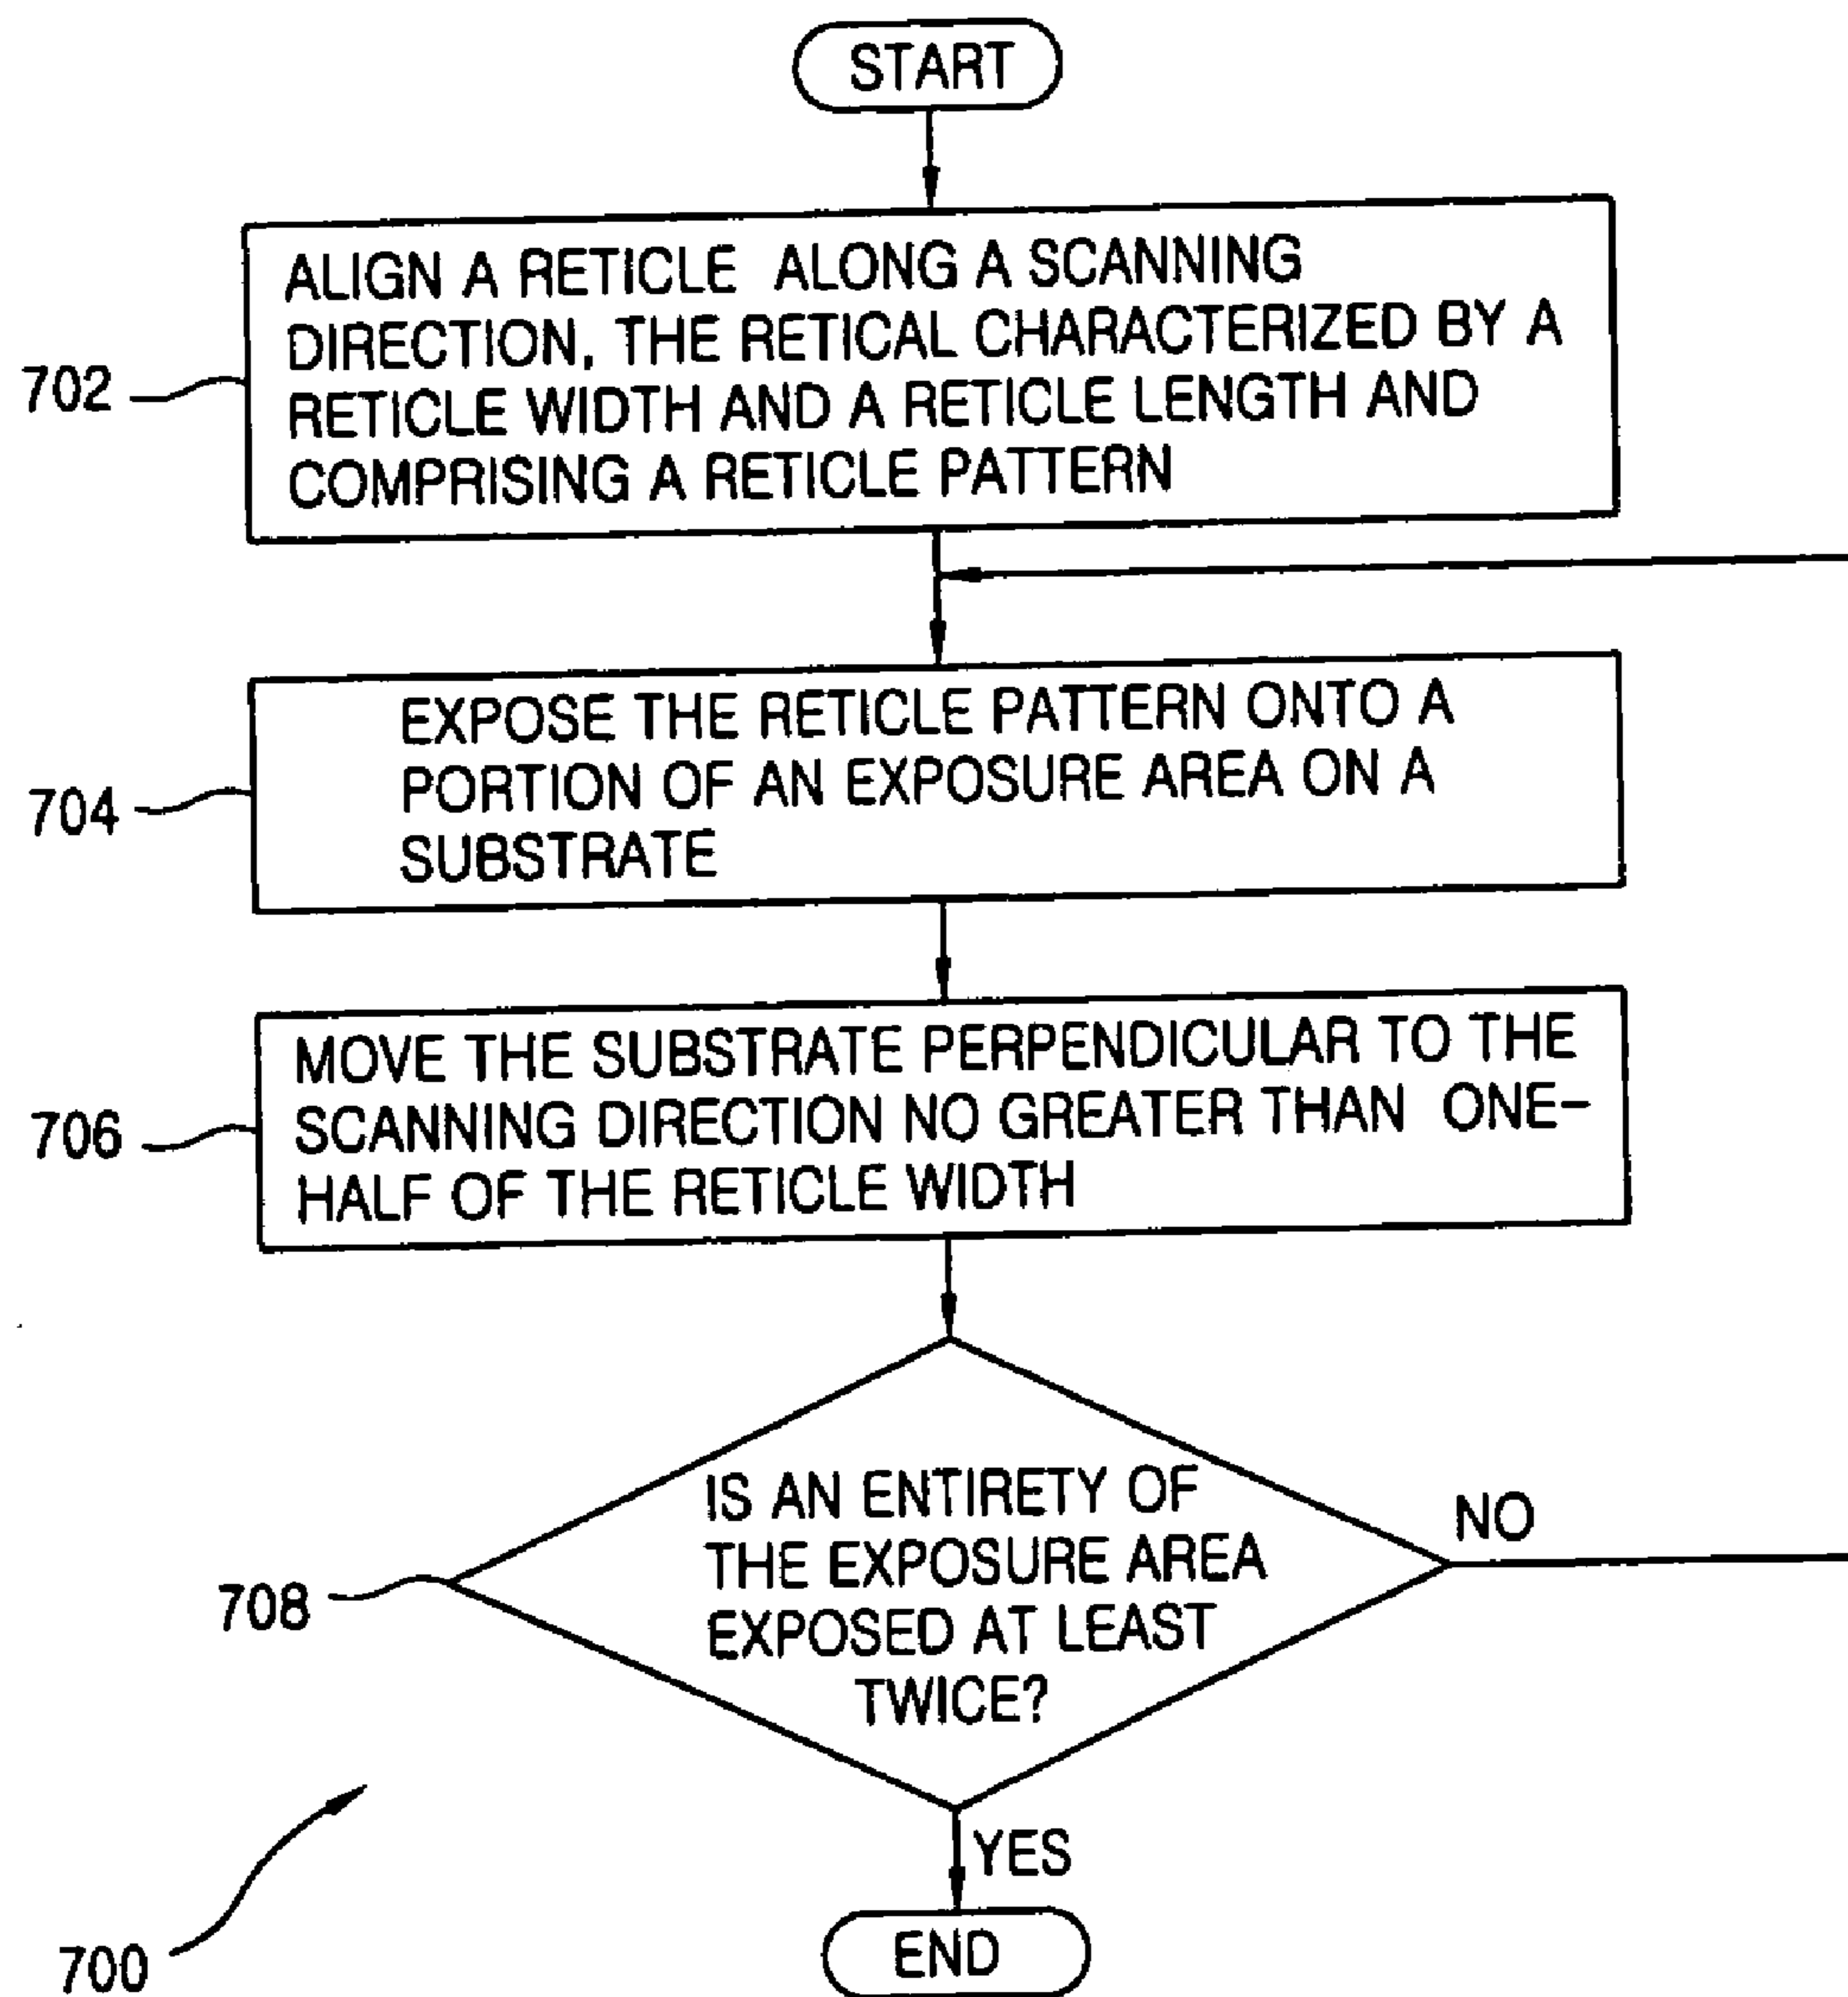 START
702
ALIGN A RETICLE ALONG A SCANNING
DIRECTION, THE RETICAL CHARACTERIZED BY A
RETICLE WIDTH AND A RETICLE LENGTH AND
COMPRISING A RETICLE PATTERN
704
EXPOSE THE RETICLE PATTERN ONTO A
PORTION OF AN EXPOSURE AREA ON A
SUBSTRATE
706
MOVE THE SUBSTRATE PERPENDICULAR TO THE
SCANNING DIRECTION NO GREATER THAN ONE-
HALF OF THE RETICLE WIDTH
708
IS AN ENTIRETY OF
THE EXPOSURE AREA
EXPOSED AT LEAST
TWICE?
NO
YES
END
700